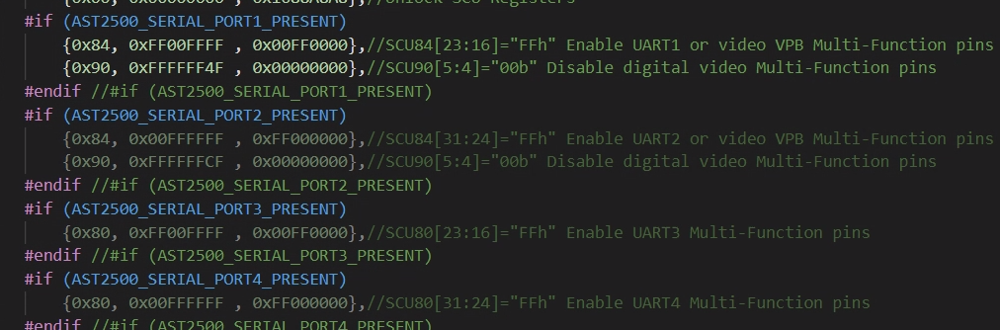 #if (AST2500_SERIAL_PORT1_PRESENT)
{0x84, 0xFF00FFFF , 0x00FF0000},//SCU84[23:16]="FFh" Enable UART1 or video VPB Multi-Function pins
{0x90, 0xFFFFFF4F , 0x00000000},//SCU90[5:4]="00b" Disable digital video Multi-Function pins
#endif //#if (AST2500_SERIAL_PORT1_PRESENT)
#if (AST2500_SERIAL_PORT2_PRESENT)
{0x84, 0x00FFFFFF , 0xFF000000},//SCU84[31:24]="FFh" Enable UART2 or video VPB Multi-Function pins
{0x90, 0xFFFFFFCF , 0x00000000},//SCU90[5:4]="00b" Disable digital video Multi-Function pins
#endif //#if (AST2500_SERIAL_PORT2_PRESENT)
#if (AST2500_SERIAL_PORT3_PRESENT)
{0x80, 0xFF00FFFF , 0x00FF0000},//SCU80[23:16]="FFh" Enable UART3 Multi-Function pins
#endif //#if (AST2500_SERIAL_PORT3_PRESENT)
#if (AST2500_SERIAL_PORT4_PRESENT)
{0x80, 0x00FFFFFF , 0xFF000000},//SCU80[31:24]="FFh" Enable UART4 Multi-Function pins
#endif //#if (AST2500_SERIAL_PORT4_PRESENT)